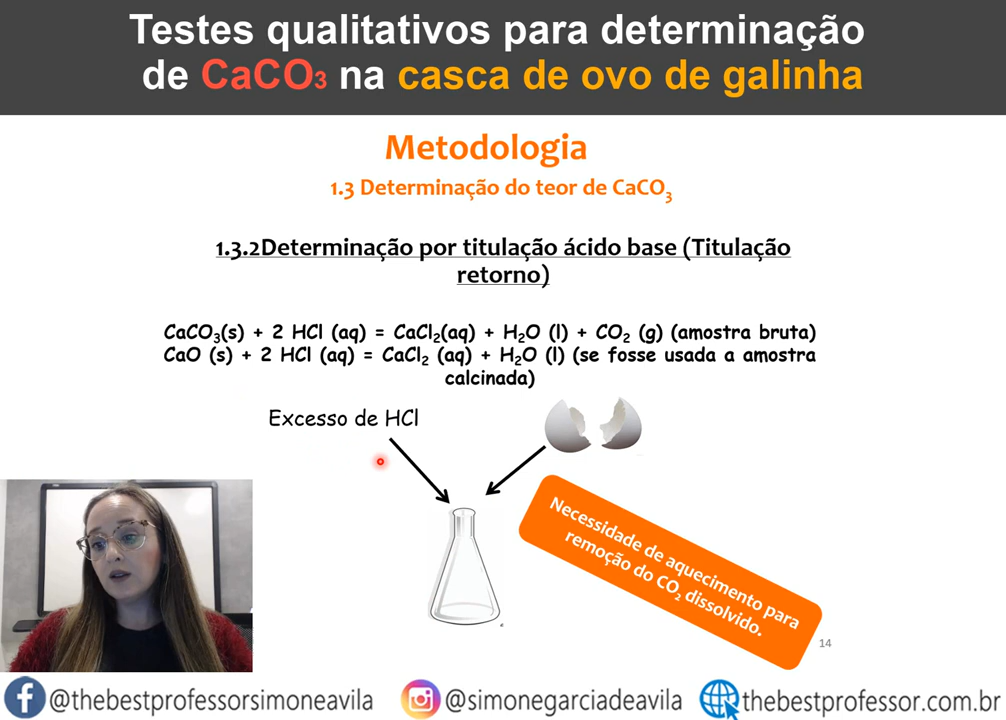 Testes qualitativos para determinação
de CaCO₃ na casca de ovo de galinha
Metodologia
1.3 Determinação do teor de CaCO₃
1.3.2Determinação por titulação ácido base (Titulação
retorno)
CaCO₃(s) + 2 HCl (aq) = CaCl₂(aq) + H₂O (l) + CO₂ (g) (amostra bruta)
CaO (s) + 2 HCl (aq) = CaCl₂ (aq) + H₂O (l) (se fosse usada a amostra
calcinada)
Excesso de HCl
Necessidade de aquecimento para
remoção do CO₂ dissolvido.
14
@thebestprofessorsimoneavila
@simonegarciadeavila
thebestprofessor.com.br